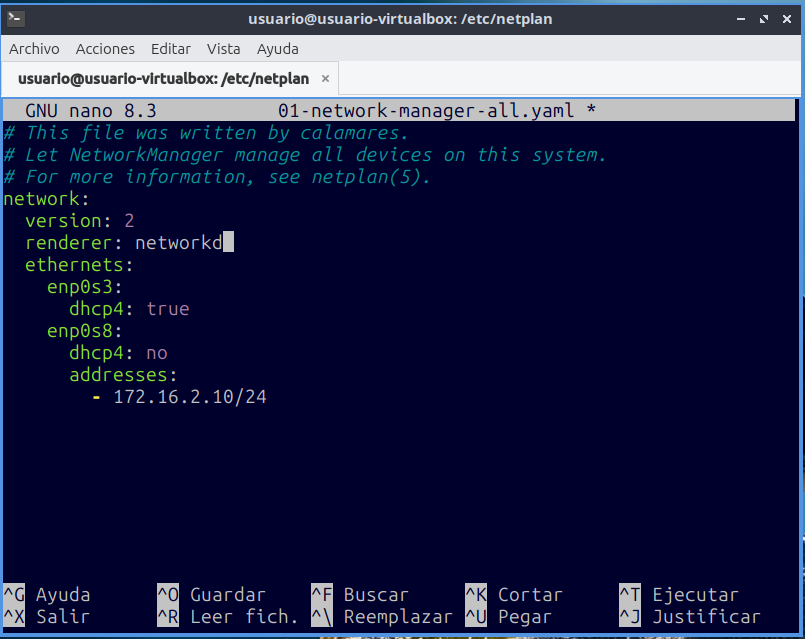 usuario@usuario-virtualbox: /etc/netplan
Archivo Acciones Editar Vista Ayuda
usuario@usuario-virtualbox: /etc/netplan ×
GNU nano 8.3 01-network-manager-all.yaml *
# This file was written by calamares.
# Let NetworkManager manage all devices on this system.
# For more information, see netplan(5).
network:
  version: 2
  renderer: networkd
  ethernets:
    enp0s3:
      dhcp4: true
    enp0s8:
      dhcp4: no
      addresses:
        - 172.16.2.10/24
^G Ayuda ^O Guardar ^F Buscar ^K Cortar ^T Ejecutar
^X Salir ^R Leer fich. ^\ Reemplazar ^U Pegar ^J Justificar